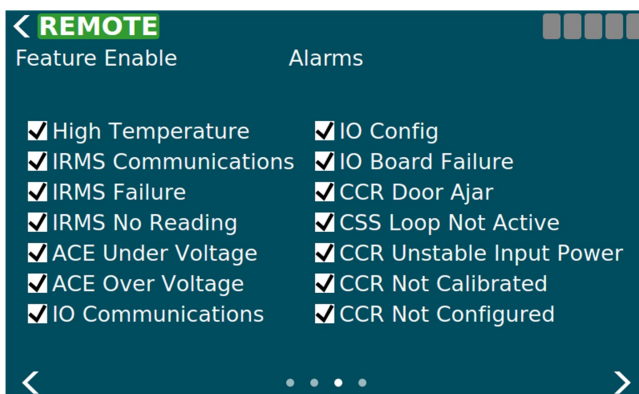 REMOTE
Feature Enable
Alarms
High Temperature
IRMS Communications
IRMS Failure
IRMS No Reading
ACE Under Voltage
ACE Over Voltage
IO Communications
IO Config
IO Board Failure
CCR Door Ajar
CSS Loop Not Active
CCR Unstable Input Power
CCR Not Calibrated
CCR Not Configured